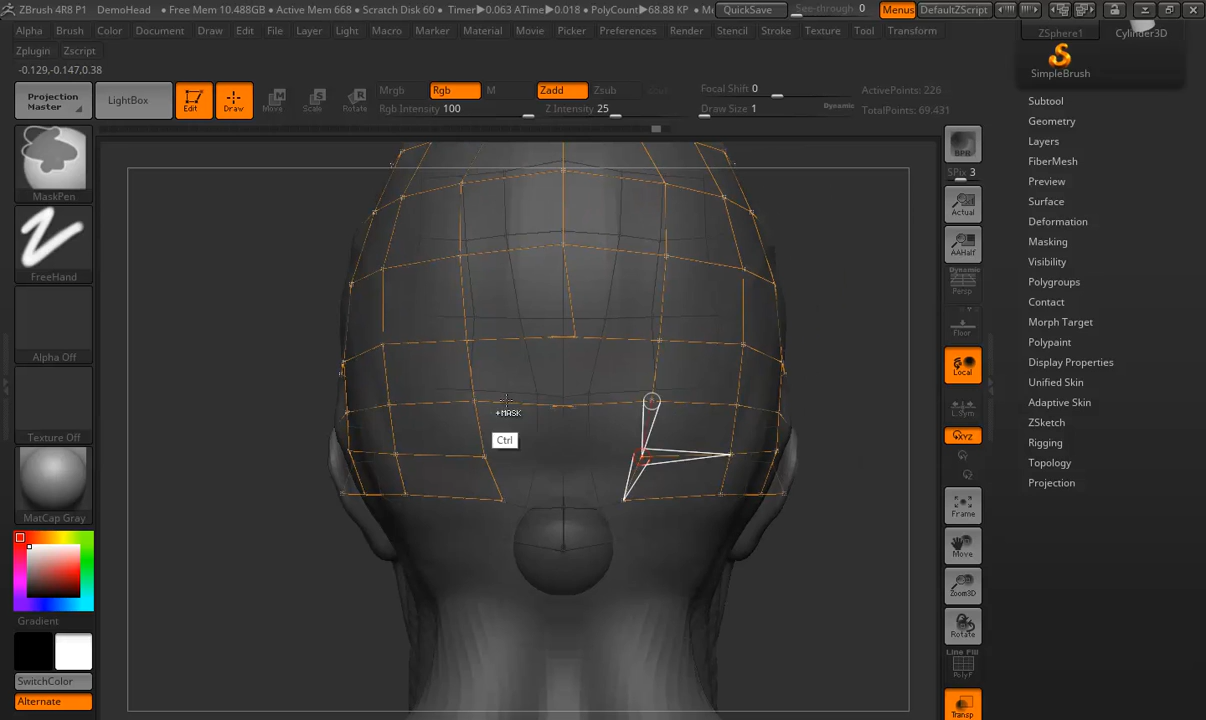 ZBrush 4R8 P1 DemoHead • Free Mem 10.488GB • Active Mem 668 • Scratch Disk 60 • Timer▶0.063 ATime▶0.018 • PolyCount▶68.88 KP • Me QuickSave See-through 0 Menus DefaultZScript
Alpha Brush Color Document Draw Edit File Layer Light Macro Marker Material Movie Picker Preferences Render Stencil Stroke Texture Tool Transform
Zplugin Zscript
-0.129,-0.147,0.38
Projection Master
LightBox
Edit
Draw
Move
Scale
Rotate
Mrgb Rgb M
Rgb Intensity 100
Zadd Zsub
Z Intensity 25
Focal Shift 0
Draw Size 1
Dynamic
ActivePoints: 226
TotalPoints: 69.431
MaskPen
FreeHand
Alpha Off
Texture Off
MatCap Gray
Gradient
SwitchColor
Alternate
+MASK
Ctrl
BPR
SPix 3
Actual
AAHalf
Dynamic
Persp
Floor
Local
L.Sym
XYZ
Y
Z
Frame
Move
Zoom3D
Rotate
Line Fill
PolyF
Transp
ZSphere1
Cylinder3D
SimpleBrush
Subtool
Geometry
Layers
FiberMesh
Preview
Surface
Deformation
Masking
Visibility
Polygroups
Contact
Morph Target
Polypaint
Display Properties
Unified Skin
Adaptive Skin
ZSketch
Rigging
Topology
Projection